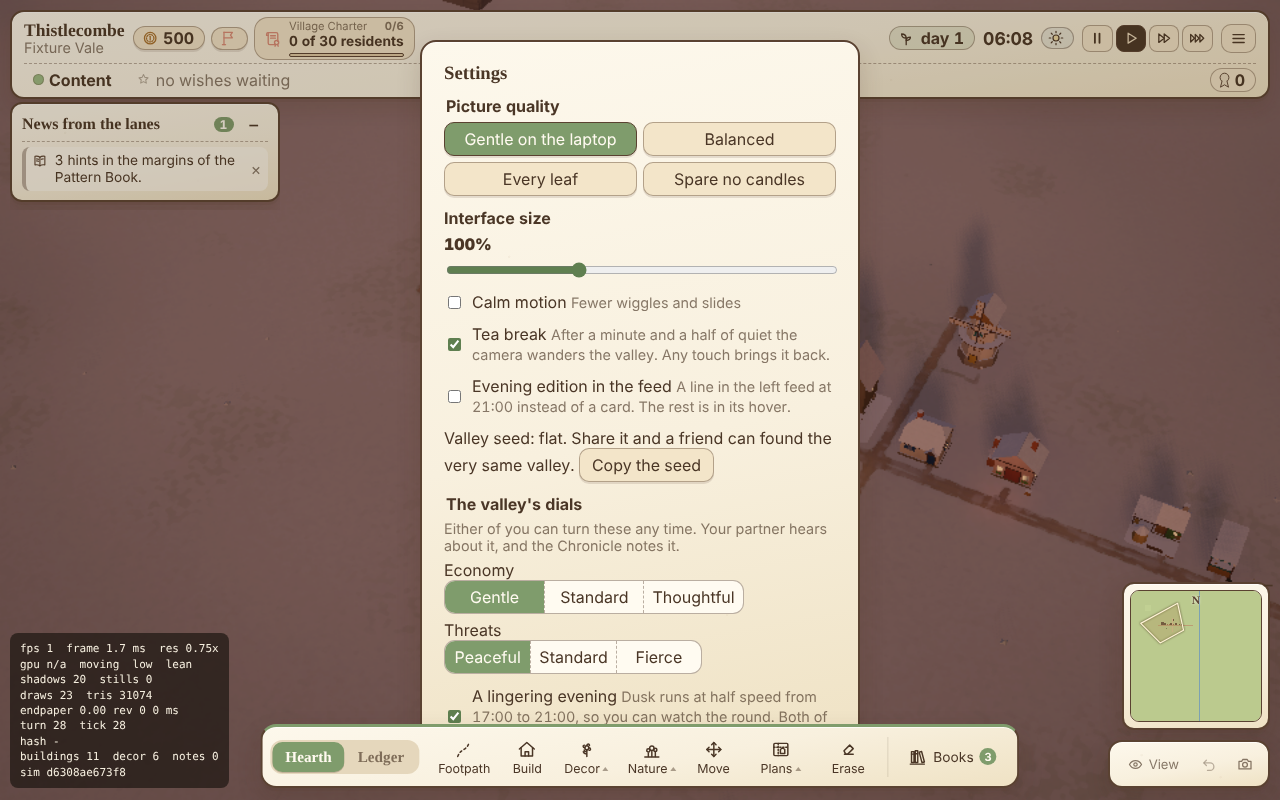 Thistlecombe
Fixture Vale
500
Village Charter 0/6
0 of 30 residents
day 1
06:08
Content
no wishes waiting
0
News from the lanes
1
3 hints in the margins of the
Pattern Book.
Settings
Picture quality
Gentle on the laptop
Balanced
Every leaf
Spare no candles
Interface size
100%
Calm motion Fewer wiggles and slides
Tea break After a minute and a half of quiet the
camera wanders the valley. Any touch brings it back.
Evening edition in the feed A line in the left feed at
21:00 instead of a card. The rest is in its hover.
Valley seed: flat. Share it and a friend can found the
very same valley. Copy the seed
The valley's dials
Either of you can turn these any time. Your partner hears
about it, and the Chronicle notes it.
Economy
Gentle Standard Thoughtful
Threats
Peaceful Standard Fierce
A lingering evening Dusk runs at half speed from
17:00 to 21:00, so you can watch the round. Both of
fps 1 frame 1.7 ms res 0.75x
gpu n/a moving low lean
shadows 20 stills 0
draws 23 tris 31074
endpaper 0.00 rev 0 0 ms
turn 28 tick 28
hash -
buildings 11 decor 6 notes 0
sim d6308ae673f8
N
Hearth
Ledger
Footpath
Build
Decor
Nature
Move
Plans
Erase
Books 3
View